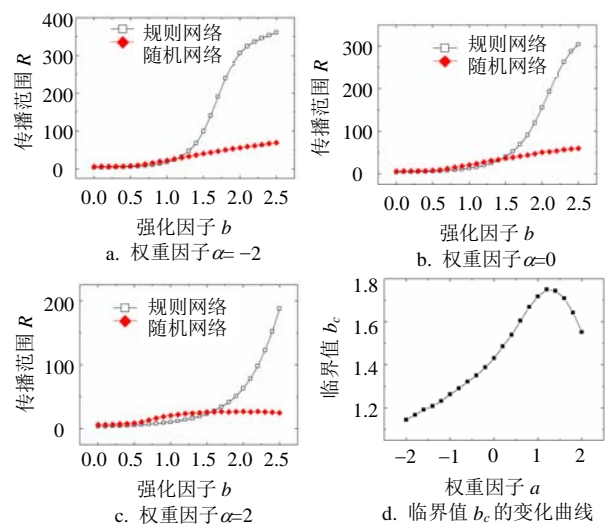 400
300
200
100
0
传播范围 R
规则网络
随机网络
0.0 0.5 1.0 1.5 2.0 2.5
强化因子 b
a. 权重因子α= −2
300
200
100
0
传播范围 R
规则网络
随机网络
0.0 0.5 1.0 1.5 2.0 2.5
强化因子 b
b. 权重因子α=0
200
100
0
传播范围 R
规则网络
随机网络
0.0 0.5 1.0 1.5 2.0 2.5
强化因子 b
c. 权重因子α=2
1.8
1.6
1.4
1.2
临界值 bc
−2 −1 0 1 2
权重因子 a
d. 临界值 bc 的变化曲线